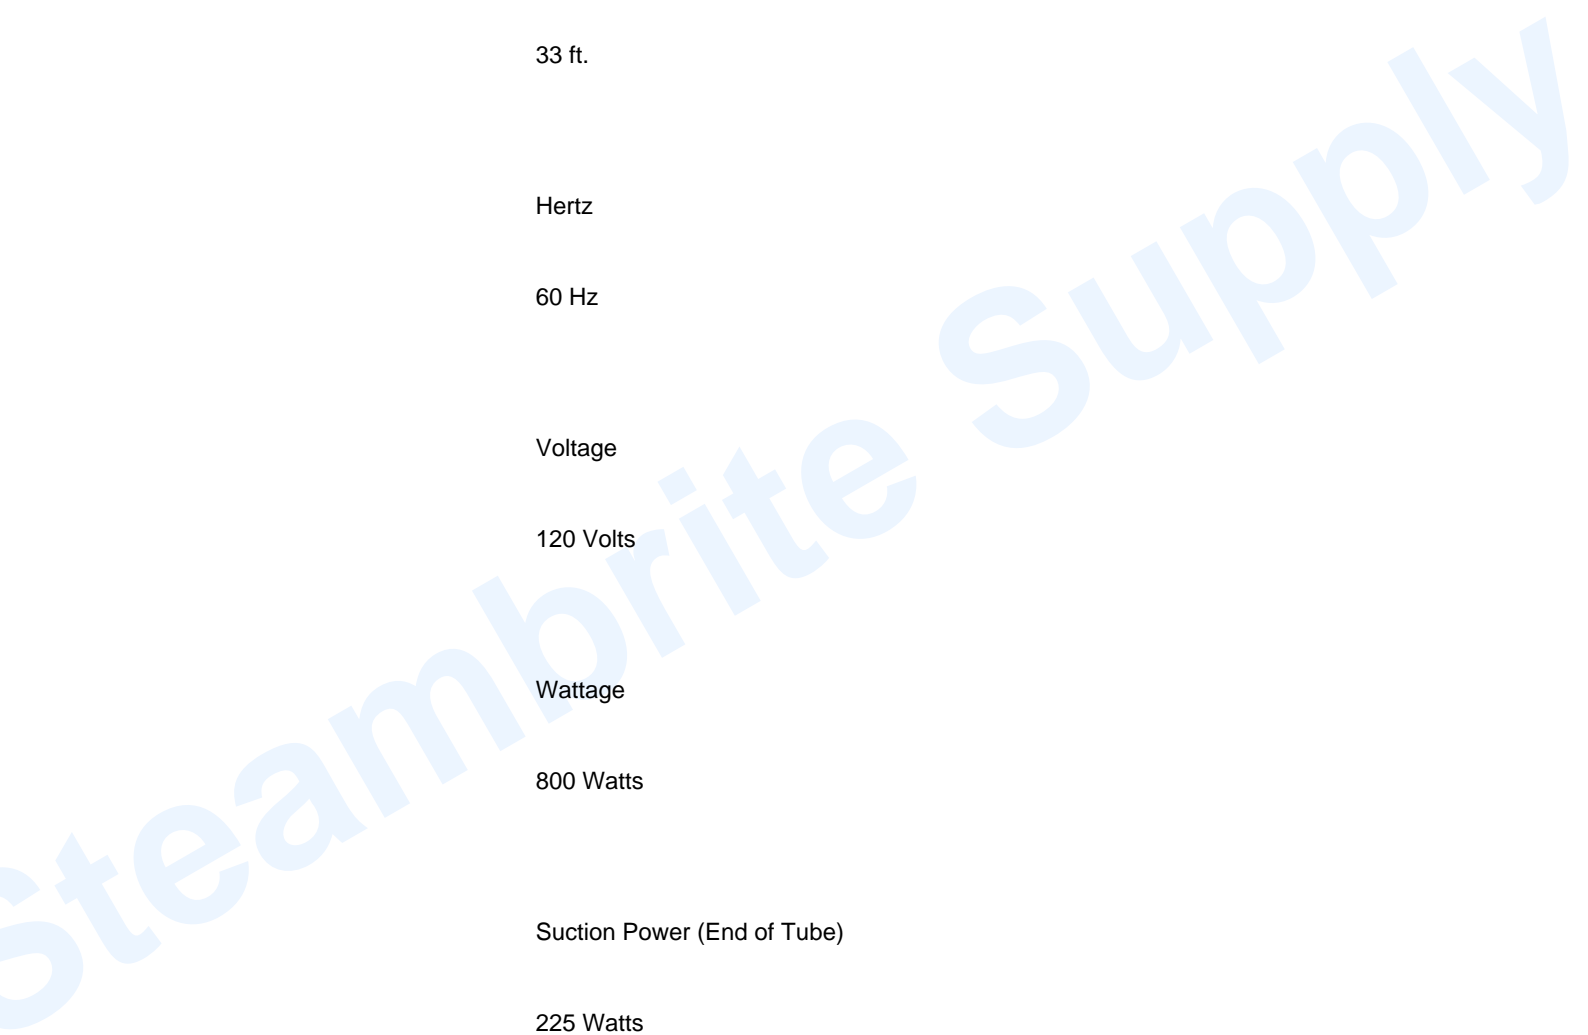 33 ft.
Hertz
60 Hz
Voltage
120 Volts
Wattage
800 Watts
Suction Power (End of Tube)
225 Watts
Steambrite Supply